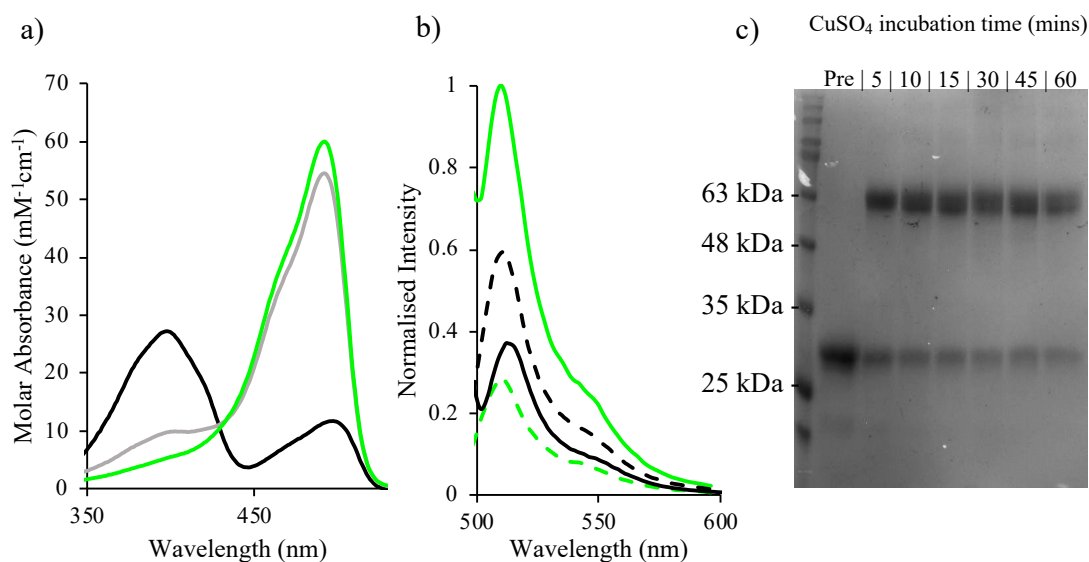 a)
70
60
50
40
30
20
10
0
350
450
Molar Absorbance (mM⁻¹cm⁻¹)
Wavelength (nm)
b)
1
0.8
0.6
0.4
0.2
0
500
550
600
Normalised Intensity
Wavelength (nm)
c)
CuSO₄ incubation time (mins)
Pre | 5 | 10 | 15 | 30 | 45 | 60
63 kDa
48 kDa
35 kDa
25 kDa